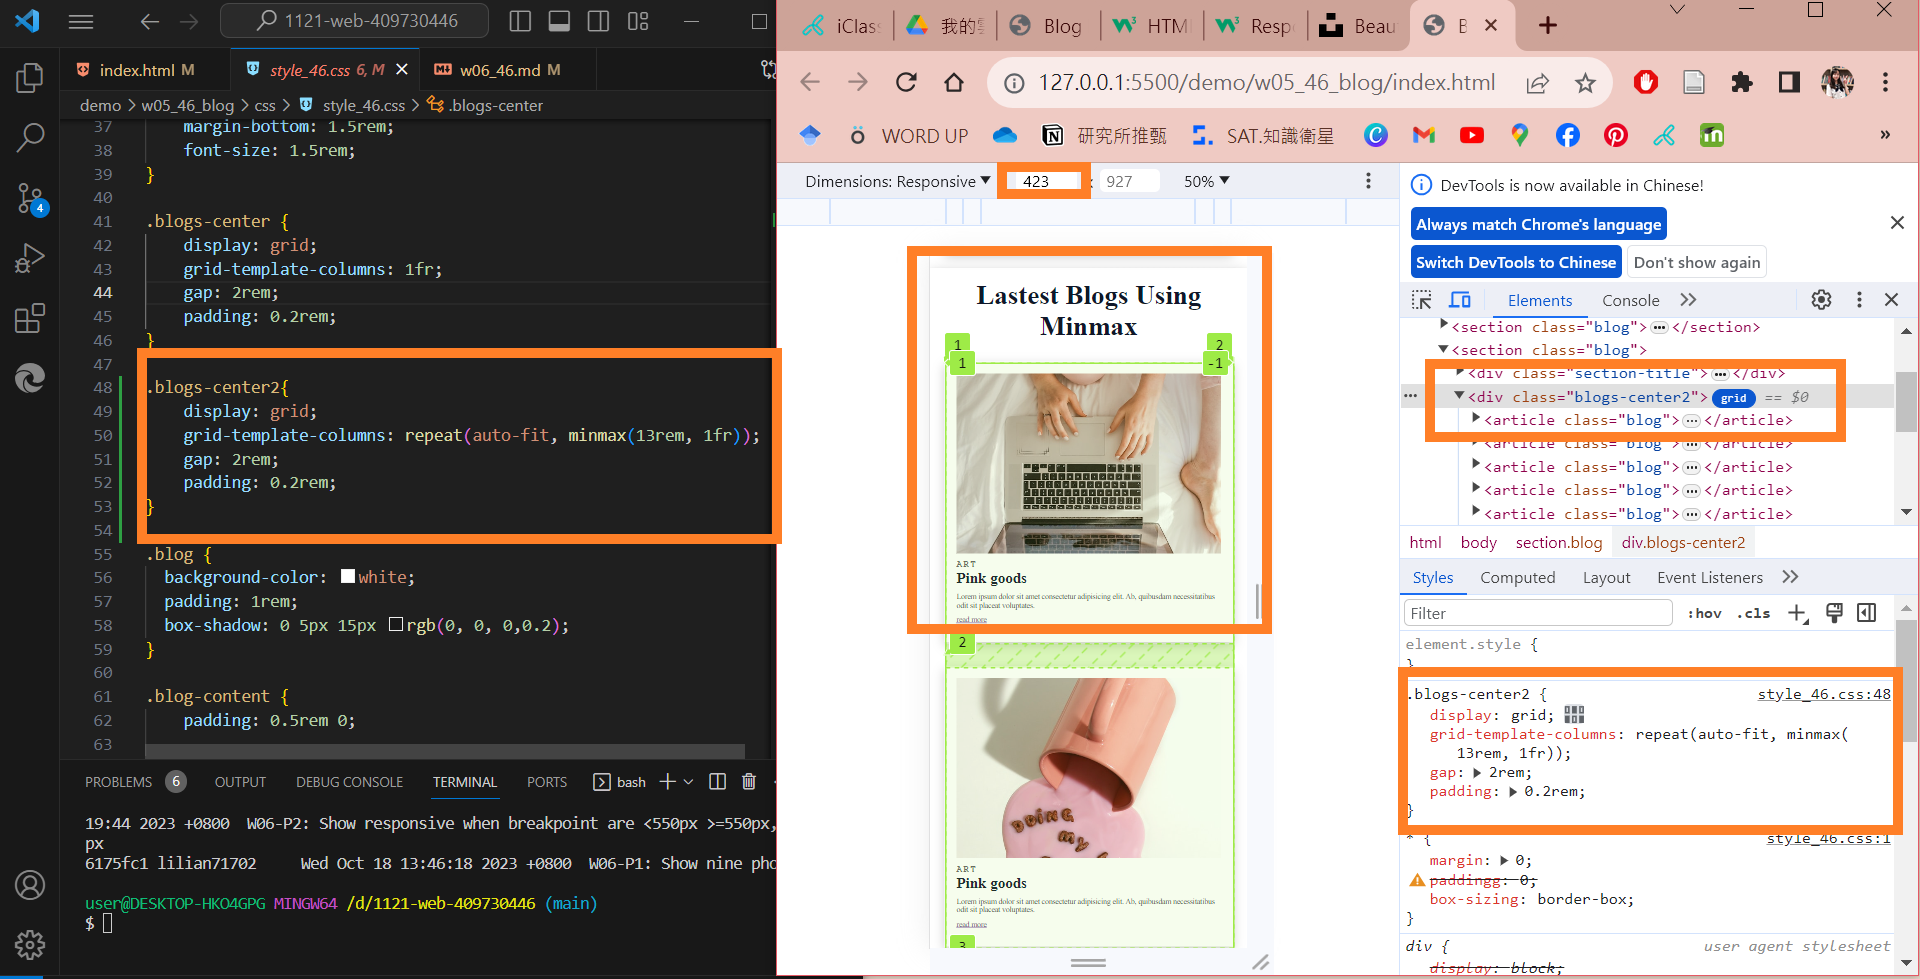 1121-web-409730446
index.html M
style_46.css 6, M
w06_46.md M
demo > w05_46_blog > css > style_46.css > .blogs-center
37 margin-bottom: 1.5rem;
38 font-size: 1.5rem;
39 }
40
41 .blogs-center {
42 display: grid;
43 grid-template-columns: 1fr;
44 gap: 2rem;
45 padding: 0.2rem;
46 }
47
48 .blogs-center2{
49 display: grid;
50 grid-template-columns: repeat(auto-fit, minmax(13rem, 1fr));
51 gap: 2rem;
52 padding: 0.2rem;
53 }
54
55 .blog {
56 background-color: white;
57 padding: 1rem;
58 box-shadow: 0 5px 15px rgb(0, 0, 0,0.2);
59 }
60
61 .blog-content {
62 padding: 0.5rem 0;
63
4
PROBLEMS 6 OUTPUT DEBUG CONSOLE TERMINAL PORTS bash
19:44 2023 +0800 W06-P2: Show responsive when breakpoint are <550px >=550px,
px
6175fc1 lilian71702 Wed Oct 18 13:46:18 2023 +0800 W06-P1: Show nine pho
user@DESKTOP-HKO4GPG MINGW64 /d/1121-web-409730446 (main)
$
iClas
我的雲
Blog
HTM
Resp
Beau
B
127.0.0.1:5500/demo/w05_46_blog/index.html
WORD UP
研究所推甄
SAT.知識衛星
»
Dimensions: Responsive 423 x 927 50%
Lastest Blogs Using
Minmax
1 2
1 -1
ART
Pink goods
Lorem ipsum dolor sit amet consectetur adipisicing elit. Ab, quibusdam necessitatibus
odit sit placeat voluptates.
read more
2
DOING
my
ART
Pink goods
Lorem ipsum dolor sit amet consectetur adipisicing elit. Ab, quibusdam necessitatibus
odit sit placeat voluptates.
read more
3
DevTools is now available in Chinese!
Always match Chrome's language
Switch DevTools to Chinese
Don't show again
Elements Console
<section class="blog">…</section>
<section class="blog">
<div class="section-title">…</div>
<div class="blogs-center2"> grid == $0
<article class="blog">…</article>
<article class="blog">…</article>
<article class="blog">…</article>
<article class="blog">…</article>
<article class="blog">…</article>
html body section.blog div.blogs-center2
Styles Computed Layout Event Listeners
Filter :hov .cls
element.style {
}
.blogs-center2 { style_46.css:48
display: grid;
grid-template-columns: repeat(auto-fit, minmax(
13rem, 1fr));
gap: 2rem;
padding: 0.2rem;
}
* { style_46.css:1
margin: 0;
paddingg: 0;
box-sizing: border-box;
}
div { user agent stylesheet
display: block;